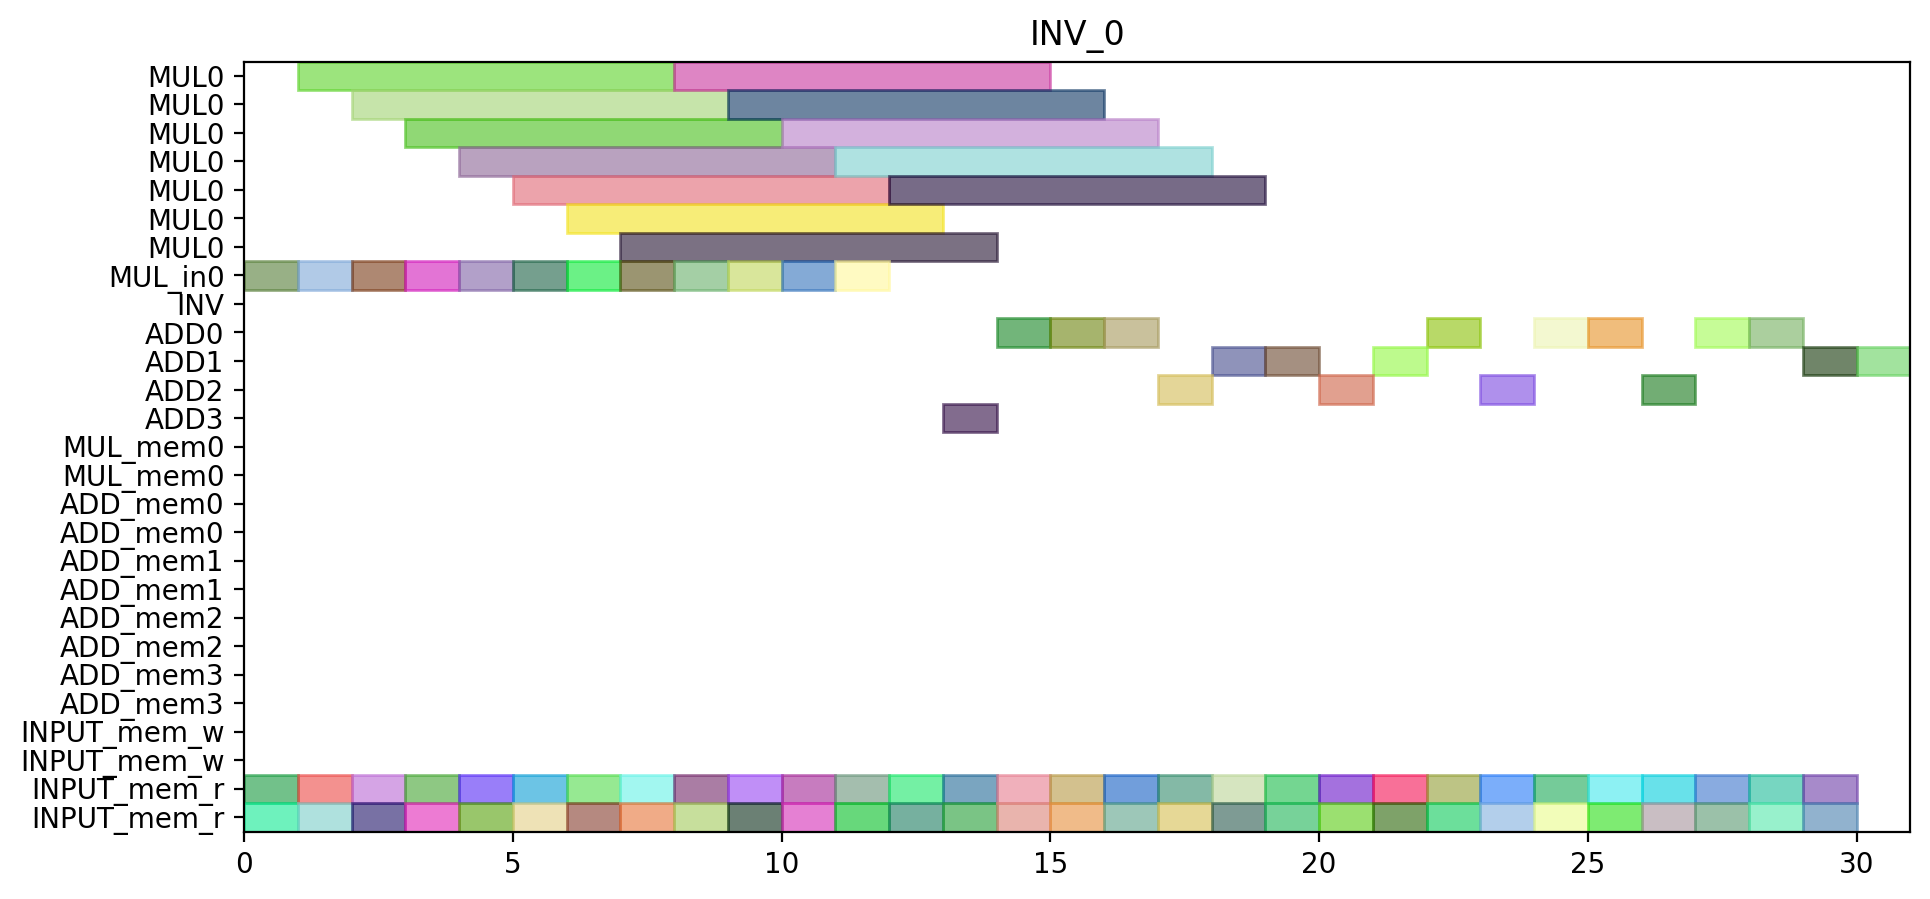 INV_0
MUL0
MUL0
MUL0
MUL0
MUL0
MUL0
MUL0
MUL_in0
INV
ADD0
ADD1
ADD2
ADD3
MUL_mem0
MUL_mem0
ADD_mem0
ADD_mem0
ADD_mem1
ADD_mem1
ADD_mem2
ADD_mem2
ADD_mem3
ADD_mem3
INPUT_mem_w
INPUT_mem_w
INPUT_mem_r
INPUT_mem_r
0 5 10 15 20 25 30